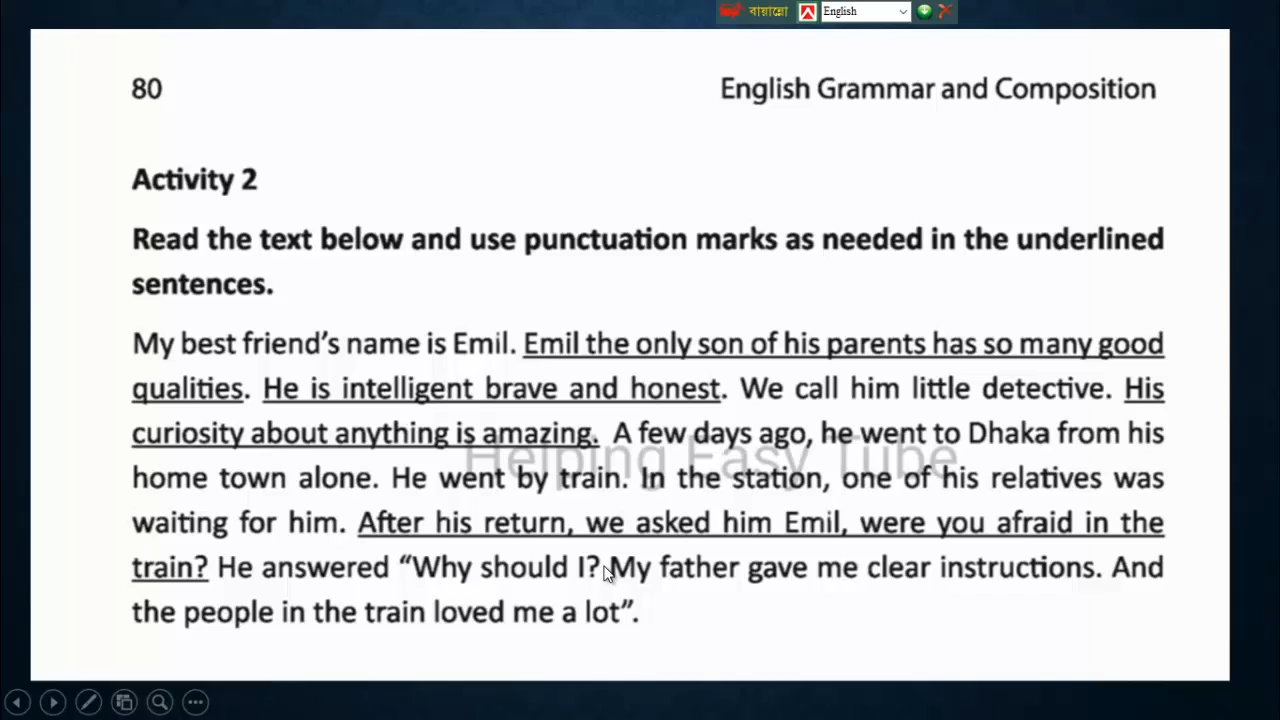 বায়ান্নো English
80 English Grammar and Composition
Activity 2
Read the text below and use punctuation marks as needed in the underlined
sentences.
My best friend’s name is Emil. Emil the only son of his parents has so many good
qualities. He is intelligent brave and honest. We call him little detective. His
curiosity about anything is amazing. A few days ago, he went to Dhaka from his
home town alone. He went by train. In the station, one of his relatives was
waiting for him. After his return, we asked him Emil, were you afraid in the
train? He answered “Why should I? My father gave me clear instructions. And
the people in the train loved me a lot”.
Helping Easy Tube